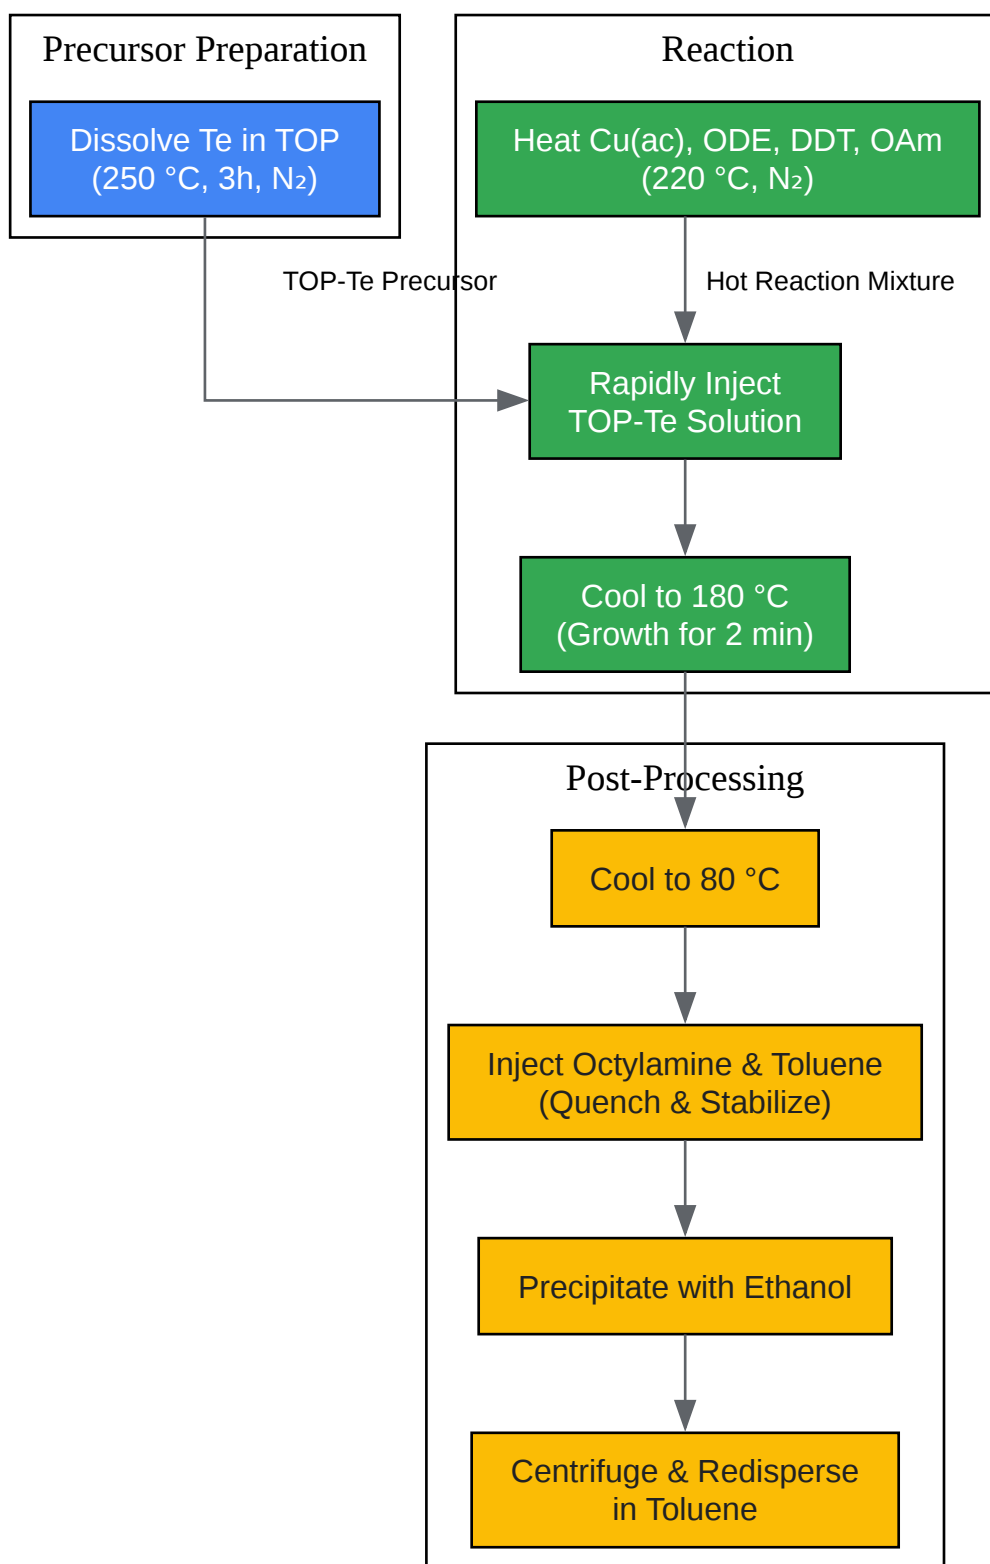 Precursor Preparation
Dissolve Te in TOP
(250 °C, 3h, N₂)
Reaction
Heat Cu(ac), ODE, DDT, OAm
(220 °C, N₂)
TOP-Te Precursor
Hot Reaction Mixture
Rapidly Inject
TOP-Te Solution
Cool to 180 °C
(Growth for 2 min)
Post-Processing
Cool to 80 °C
Inject Octylamine & Toluene
(Quench & Stabilize)
Precipitate with Ethanol
Centrifuge & Redisperse
in Toluene